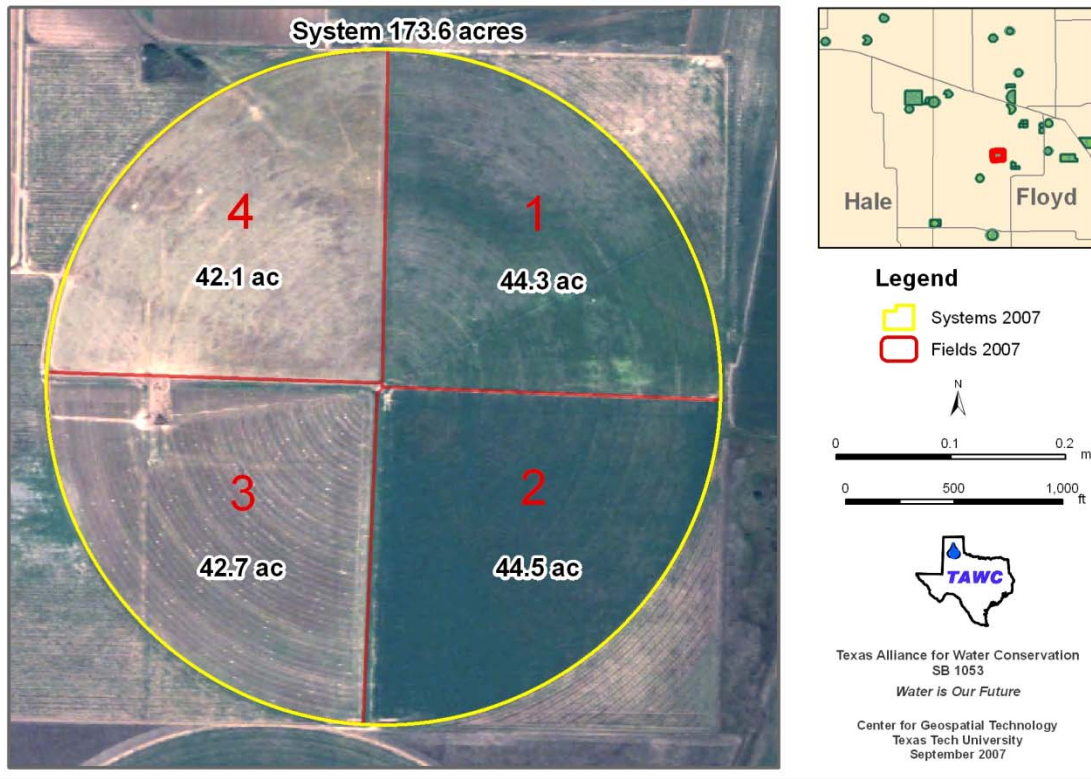 System 173.6 acres
4
42.1 ac
1
44.3 ac
3
42.7 ac
2
44.5 ac
Hale
Floyd
Legend
Systems 2007
Fields 2007
N
0 0.1 0.2
m
0 500 1,000
ft
TAWC
Texas Alliance for Water Conservation
SB 1053
Water is Our Future
Center for Geospatial Technology
Texas Tech University
September 2007